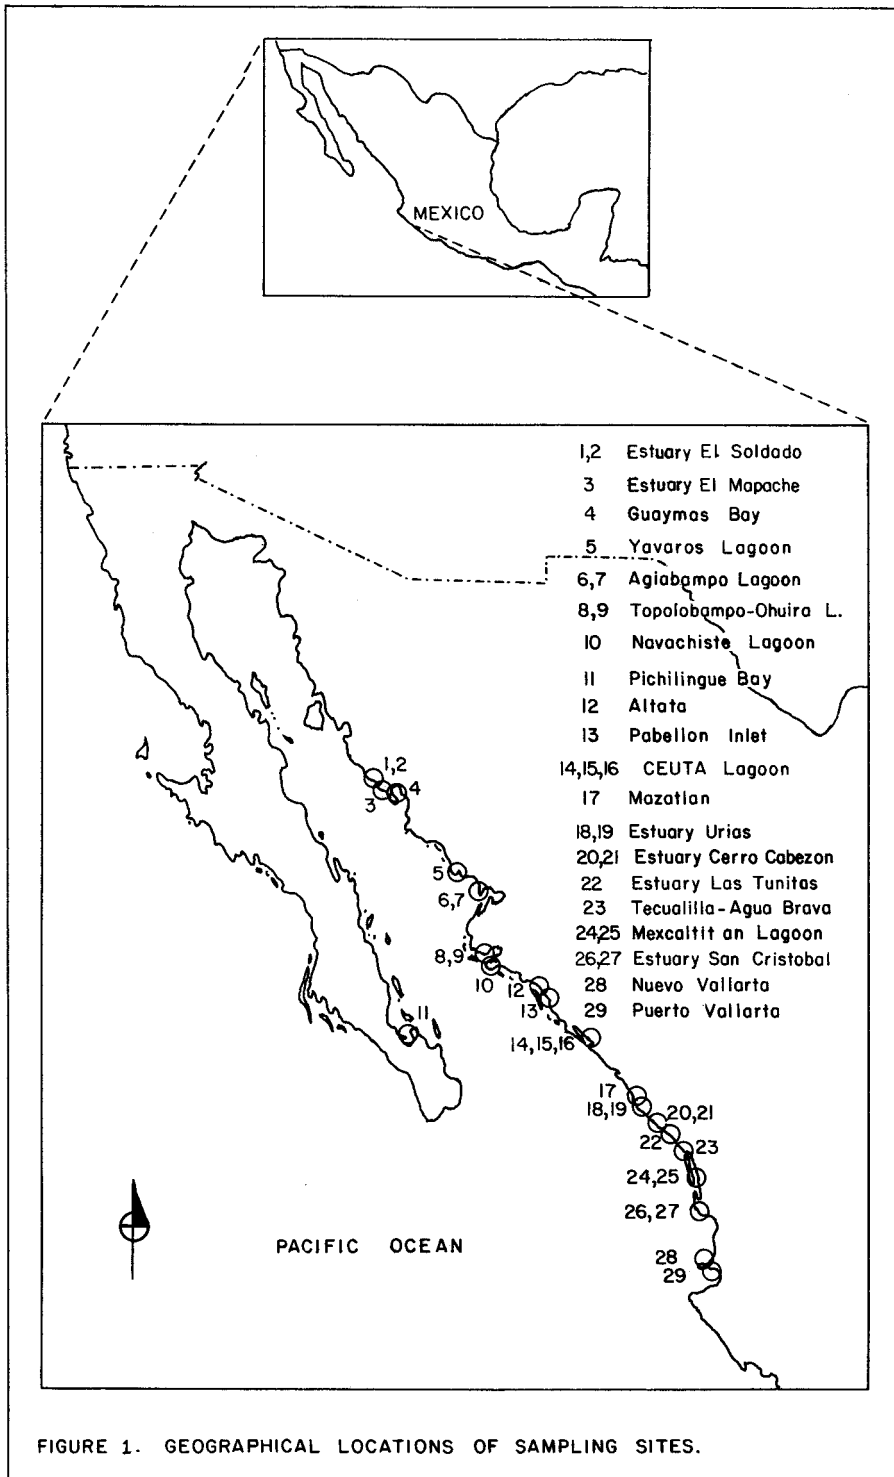 MEXICO
1,2 Estuary El Soldado
3 Estuary El Mapache
4 Guaymas Bay
5 Yavaros Lagoon
6,7 Agiabampo Lagoon
8,9 Topolobampo-Ohuira L.
10 Navachiste Lagoon
11 Pichilingue Bay
12 Altata
13 Pabellon Inlet
14,15,16 CEUTA Lagoon
17 Mazatlan
18,19 Estuary Urias
20,21 Estuary Cerro Cabezon
22 Estuary Las Tunitas
23 Tecualilla-Agua Brava
24,25 Mexcaltitan Lagoon
26,27 Estuary San Cristobal
28 Nuevo Vallarta
29 Puerto Vallarta
1,2
3 4
5
6,7
8,9
10
12
13
11
14,15,16
17
18,19
20,21
22
23
24,25
26,27
28
29
PACIFIC OCEAN
FIGURE 1. GEOGRAPHICAL LOCATIONS OF SAMPLING SITES.